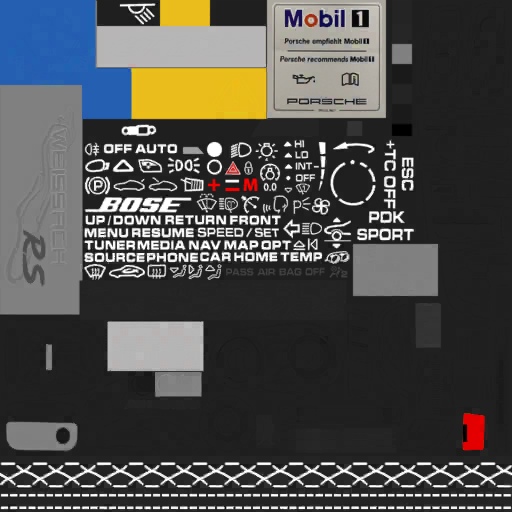 Mobil 1
Porsche empfiehlt Mobil 1
Porsche recommends Mobil 1
PORSCHE
OFF AUTO
HI
LO
INT
OFF
+ M
0.0
P
BOSE
UP/DOWN RETURN FRONT
MENU RESUME SPEED/SET
TUNER MEDIA NAV MAP OPT
SOURCE PHONE CAR HOME TEMP
PASS AIR BAG OFF
ESC
+TC OFF
PDK
SPORT
WEISSACH
RS